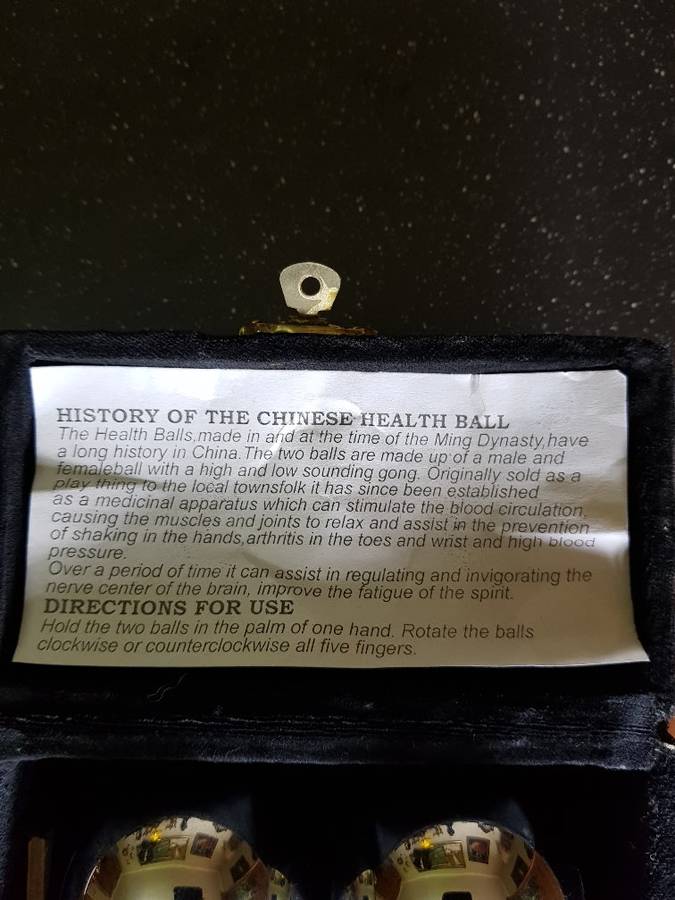 HISTORY OF THE CHINESE HEALTH BALL
The Health Balls,made in and at the time of the Ming Dynasty,have
a long history in China.The two balls are made up of a male and
femaleball with a high and low sounding gong. Originally sold as a
play thing to the local townsfolk it has since been established
as a medicinal apparatus which can stimulate the blood circulation,
causing the muscles and joints to relax and assist in the prevention
of shaking in the hands,arthritis in the toes and wrist and high blood
pressure.
Over a period of time it can assist in regulating and invigorating the
nerve center of the brain, improve the fatigue of the spirit.
DIRECTIONS FOR USE
Hold the two balls in the palm of one hand. Rotate the balls
clockwise or counterclockwise all five fingers.